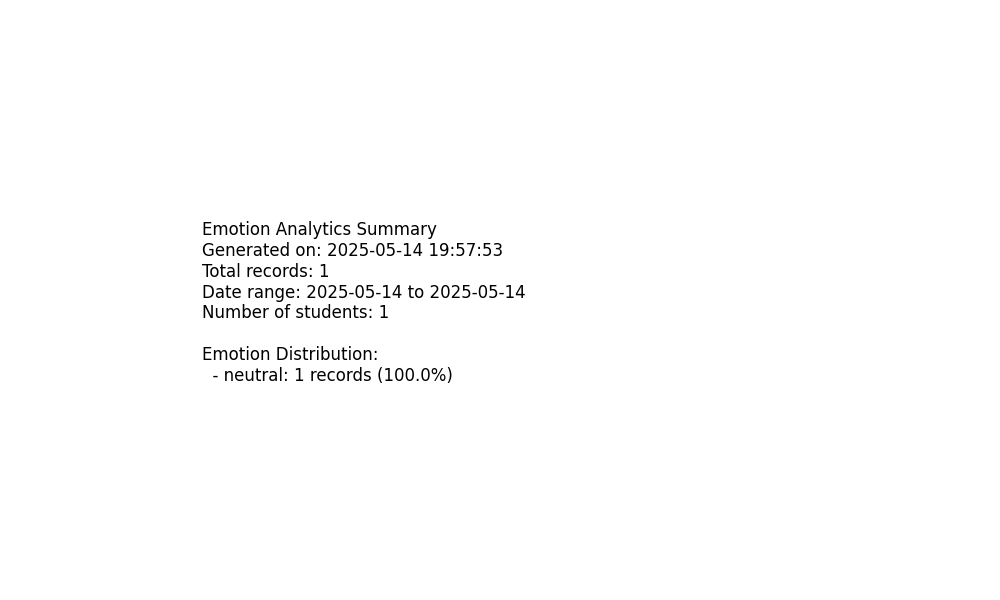 Emotion Analytics Summary
Generated on: 2025-05-14 19:57:53
Total records: 1
Date range: 2025-05-14 to 2025-05-14
Number of students: 1

Emotion Distribution:
  - neutral: 1 records (100.0%)